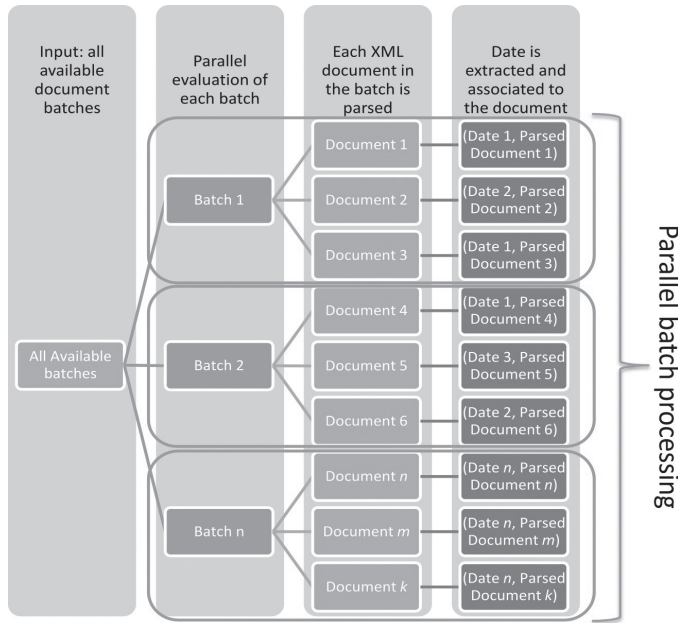 Input: all
available
document
batches
Parallel
evaluation of
each batch
Each XML
document in
the batch is
parsed
Date is
extracted and
associated to
the document
All Available
batches
Batch 1
Document 1
(Date 1, Parsed
Document 1)
Document 2
(Date 2, Parsed
Document 2)
Document 3
(Date 1, Parsed
Document 3)
Batch 2
Document 4
(Date 1, Parsed
Document 4)
Document 5
(Date 3, Parsed
Document 5)
Document 6
(Date 2, Parsed
Document 6)
Batch n
Document n
(Date n, Parsed
Document n)
Document m
(Date n, Parsed
Document m)
Document k
(Date n, Parsed
Document k)
Parallel batch processing